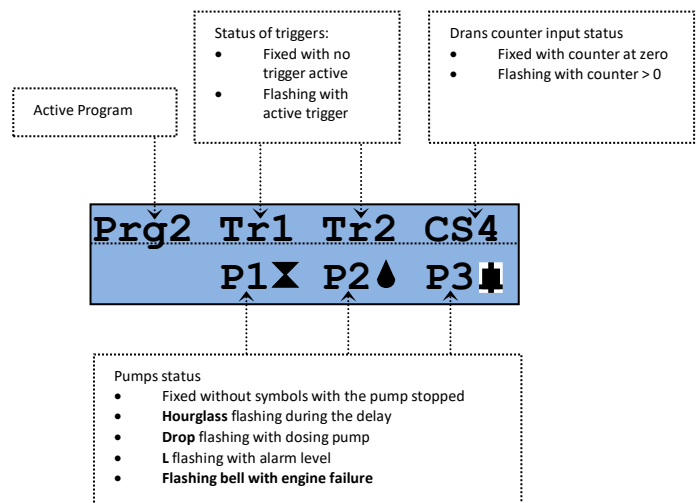 Active Program
Status of triggers:
• Fixed with no
trigger active
• Flashing with
active trigger
Drans counter input status
• Fixed with counter at zero
• Flashing with counter > 0
Prg2 Tr1 Tr2 CS4
P1 P2 P3
Pumps status
• Fixed without symbols with the pump stopped
• Hourglass flashing during the delay
• Drop flashing with dosing pump
• L flashing with alarm level
• Flashing bell with engine failure